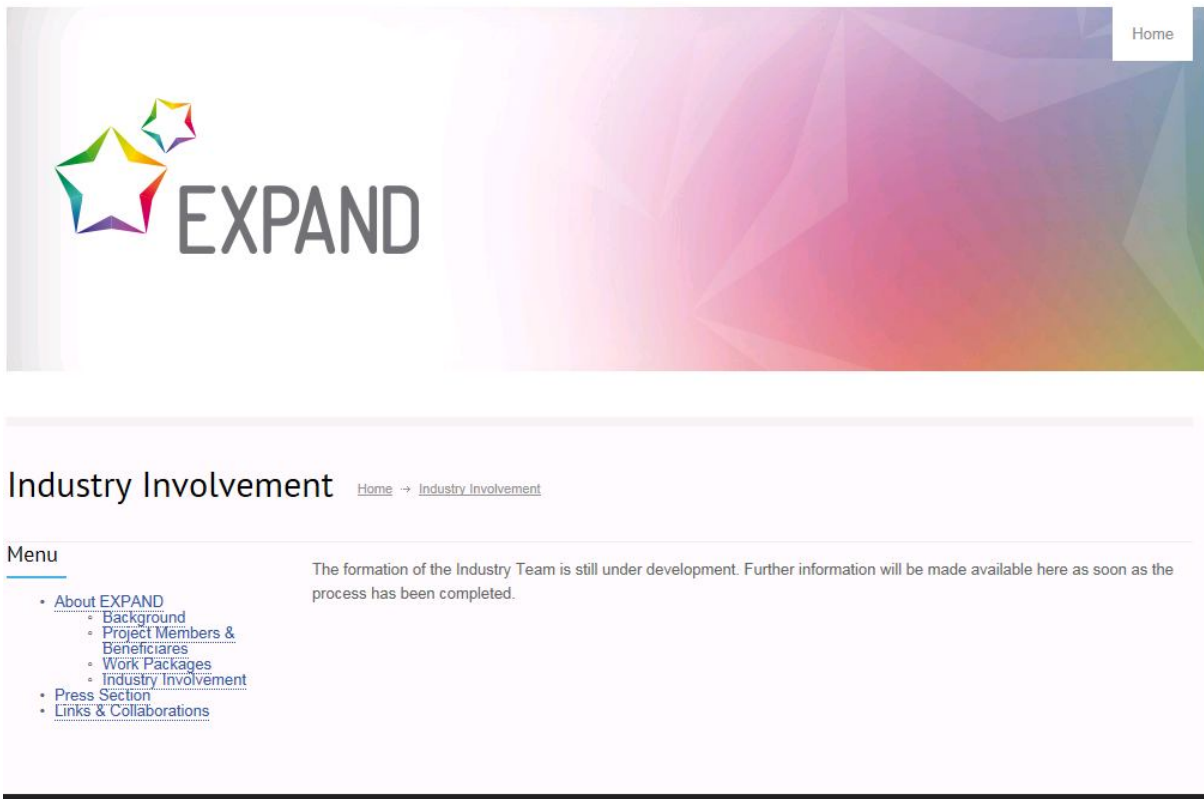 Home
EXPAND
Industry Involvement Home → Industry Involvement
Menu
The formation of the Industry Team is still under development. Further information will be made available here as soon as the
process has been completed.
• About EXPAND
◦ Background
◦ Project Members &
Beneficiares
◦ Work Packages
◦ Industry Involvement
• Press Section
• Links & Collaborations